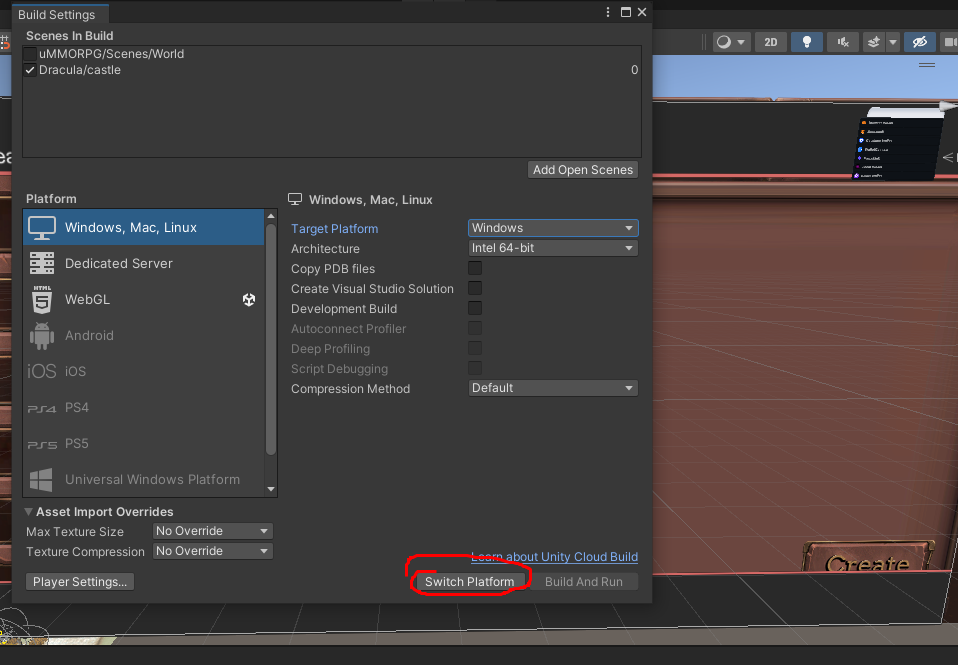 Build Settings
Scenes In Build
uMMORPG/Scenes/World
Dracula/castle 0
2D
Add Open Scenes
Platform
Windows, Mac, Linux
Dedicated Server
HTML
WebGL
Android
iOS iOS
PS4 PS4
PS5 PS5
Universal Windows Platform
Windows, Mac, Linux
Target Platform Windows
Architecture Intel 64-bit
Copy PDB files
Create Visual Studio Solution
Development Build
Autoconnect Profiler
Deep Profiling
Script Debugging
Compression Method Default
Asset Import Overrides
Max Texture Size No Override
Texture Compression No Override
Learn about Unity Cloud Build
Player Settings...
Switch Platform
Build And Run
Create